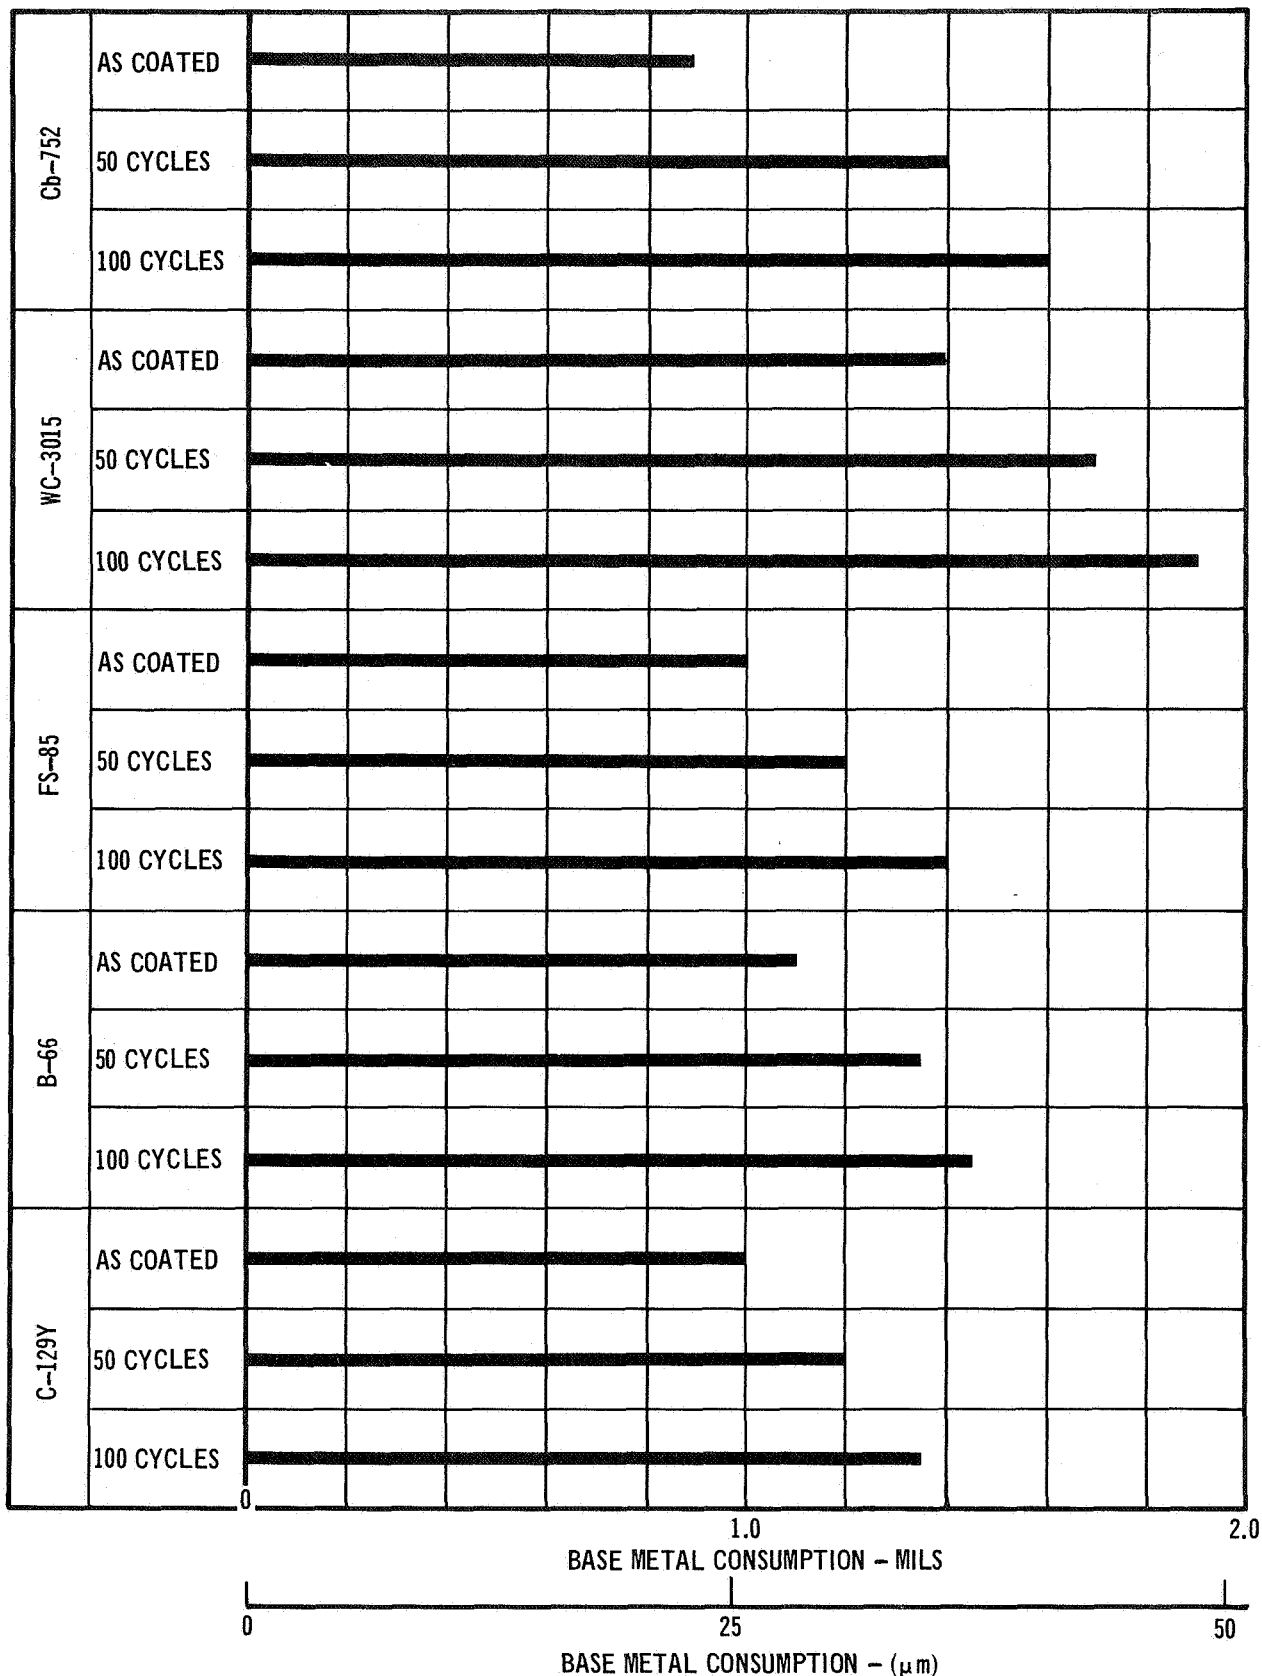 Cb–752
AS COATED
50 CYCLES
100 CYCLES
WC–3015
AS COATED
50 CYCLES
100 CYCLES
FS–85
AS COATED
50 CYCLES
100 CYCLES
B–66
AS COATED
50 CYCLES
100 CYCLES
C–129Y
AS COATED
50 CYCLES
100 CYCLES
0
1.0
2.0
BASE METAL CONSUMPTION – MILS
0
25
50
BASE METAL CONSUMPTION – (μm)